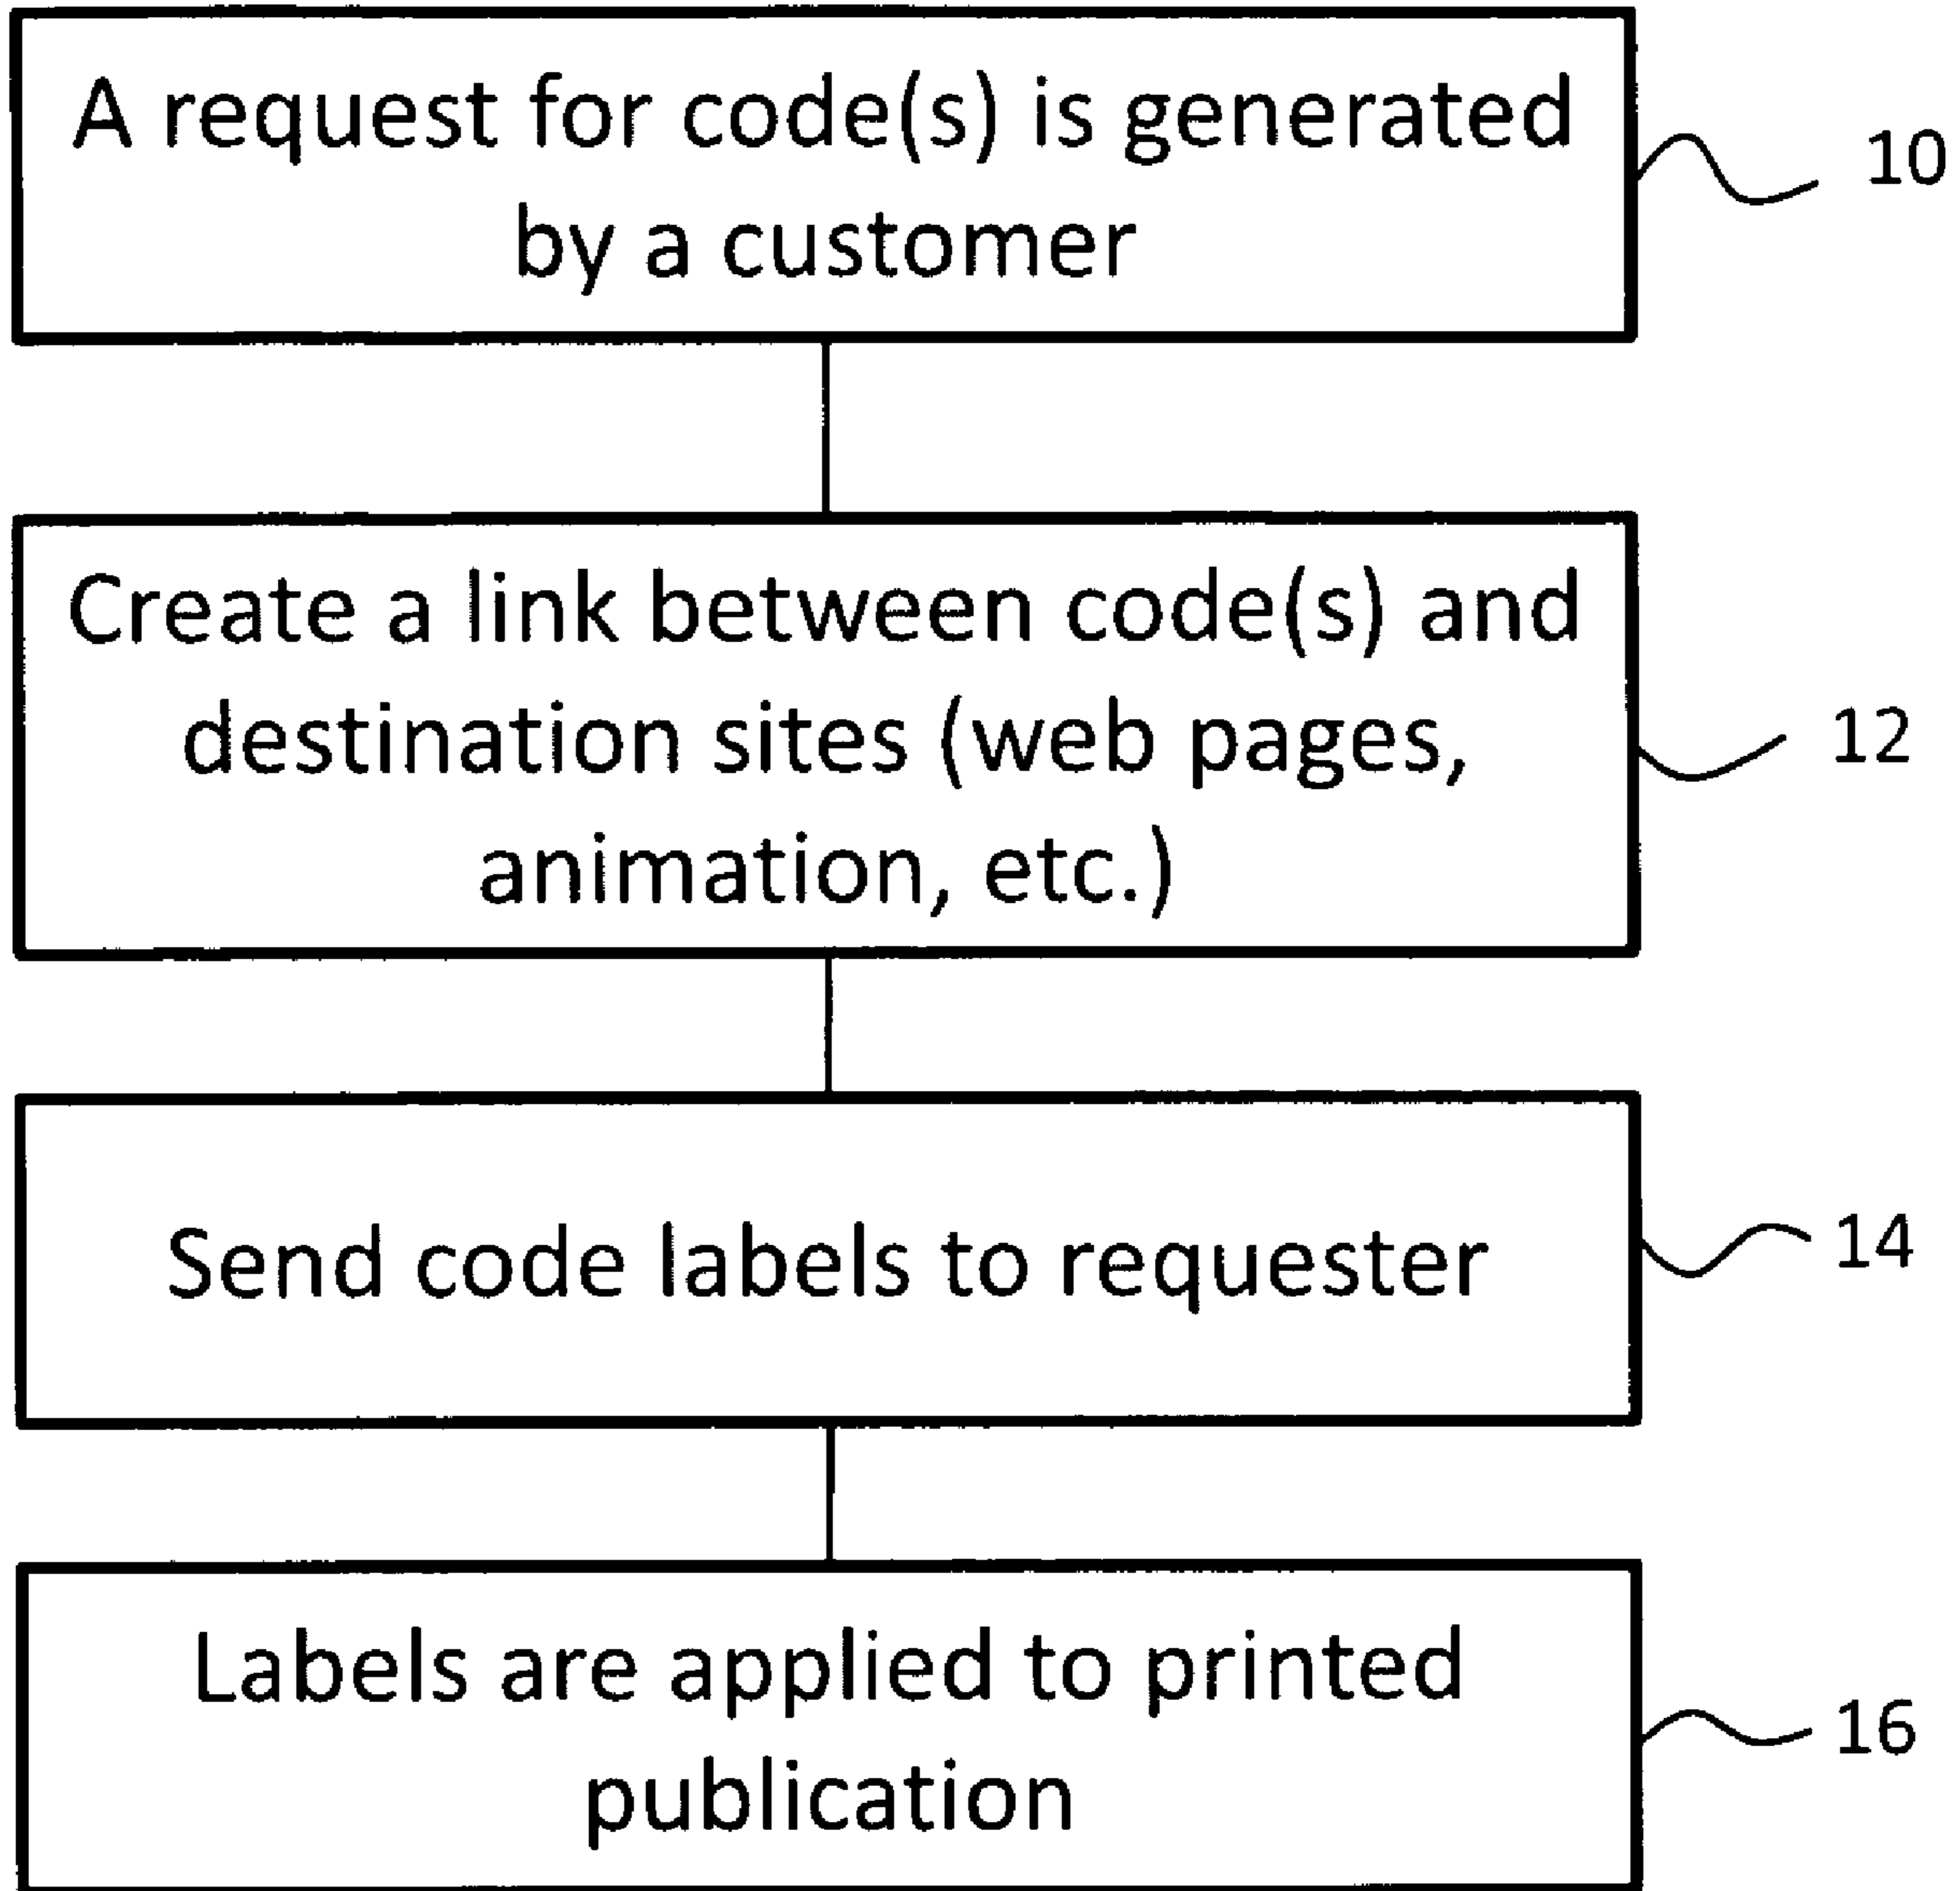 A request for code(s) is generated
by a customer
10
Create a link between code(s) and
destination sites (web pages,
animation, etc.)
12
Send code labels to requester
14
Labels are applied to printed
publication
16